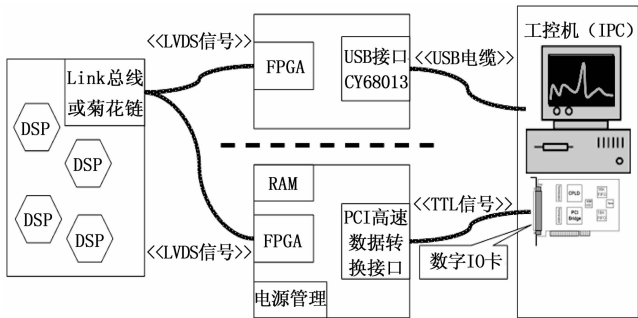 Link总线
或菊花链
DSP
DSP
DSP
DSP
<<LVDS信号>>
<<LVDS信号>>
FPGA
USB接口
CY68013
<<USB电缆>>
RAM
FPGA
电源管理
PCI高速
数据转
换接口
<<TTL信号>>
数字IO卡
工控机（IPC）
CPLD
PCI
Bridge